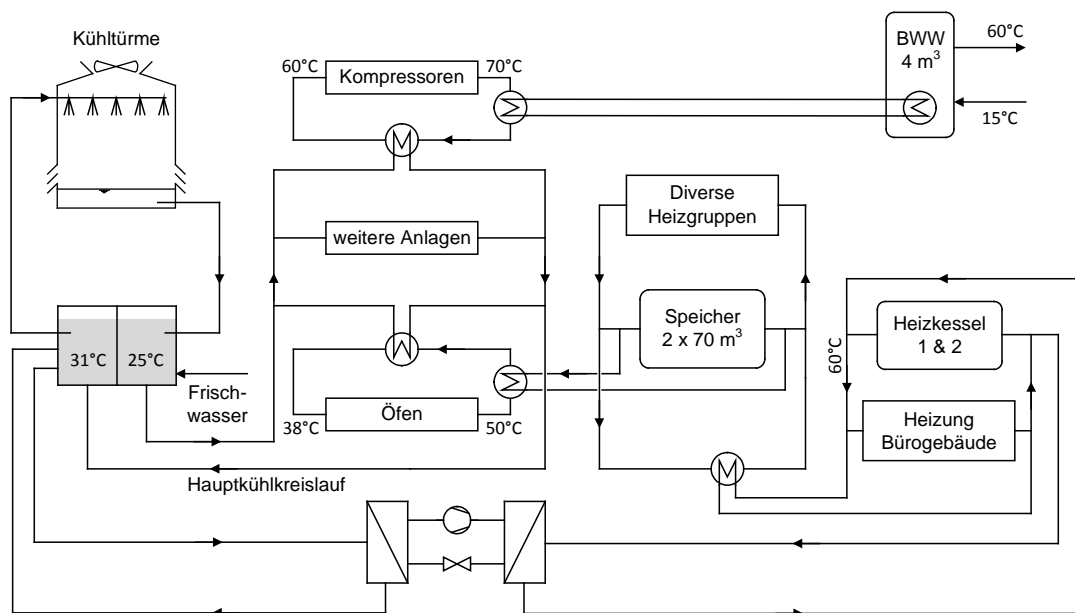 Kühltürme
60°C
Kompressoren
70°C
BWW
4 m³
60°C
15°C
weitere Anlagen
Diverse
Heizgruppen
Speicher
2 x 70 m³
Heizkessel
1 & 2
60°C
31°C
25°C
Frisch-
wasser
38°C
Öfen
50°C
Heizung
Bürogebäude
Hauptkühlkreislauf